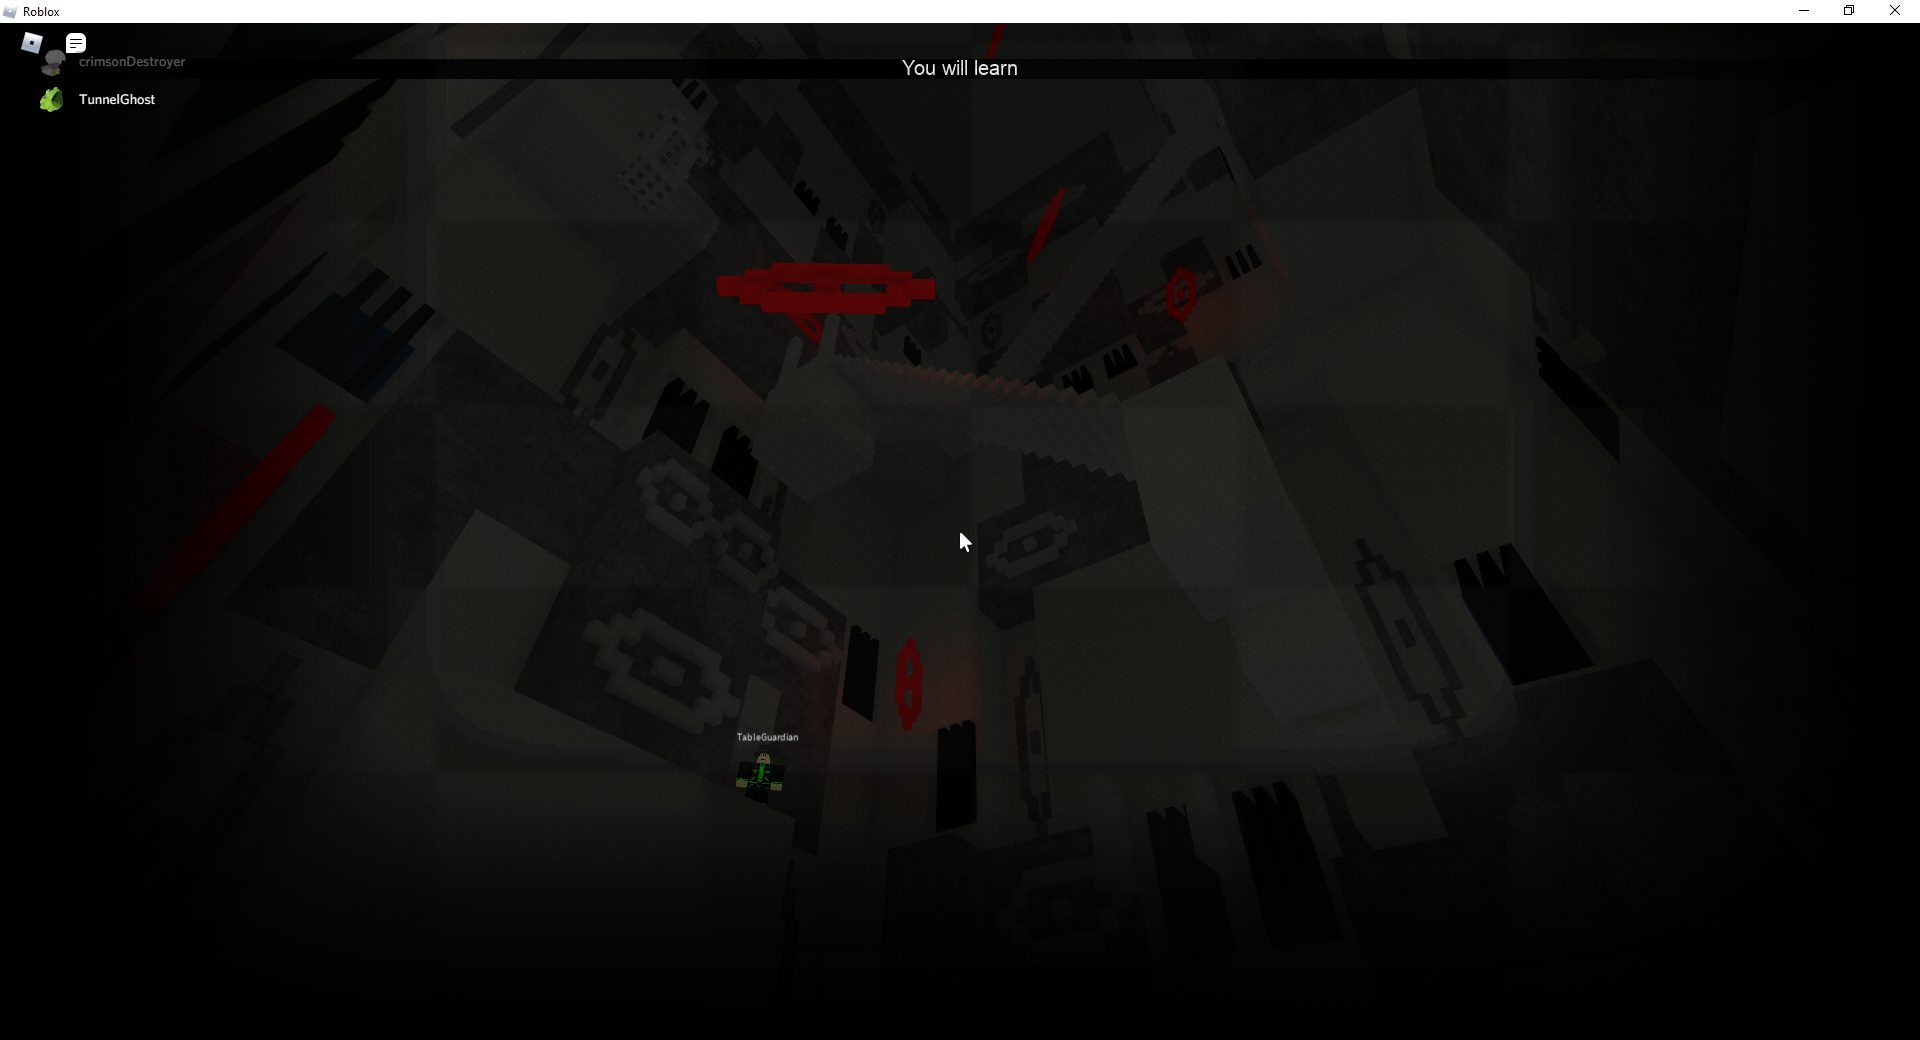 Roblox
crimsonDestroyer
You will learn
TunnelGhost
TableGuardian